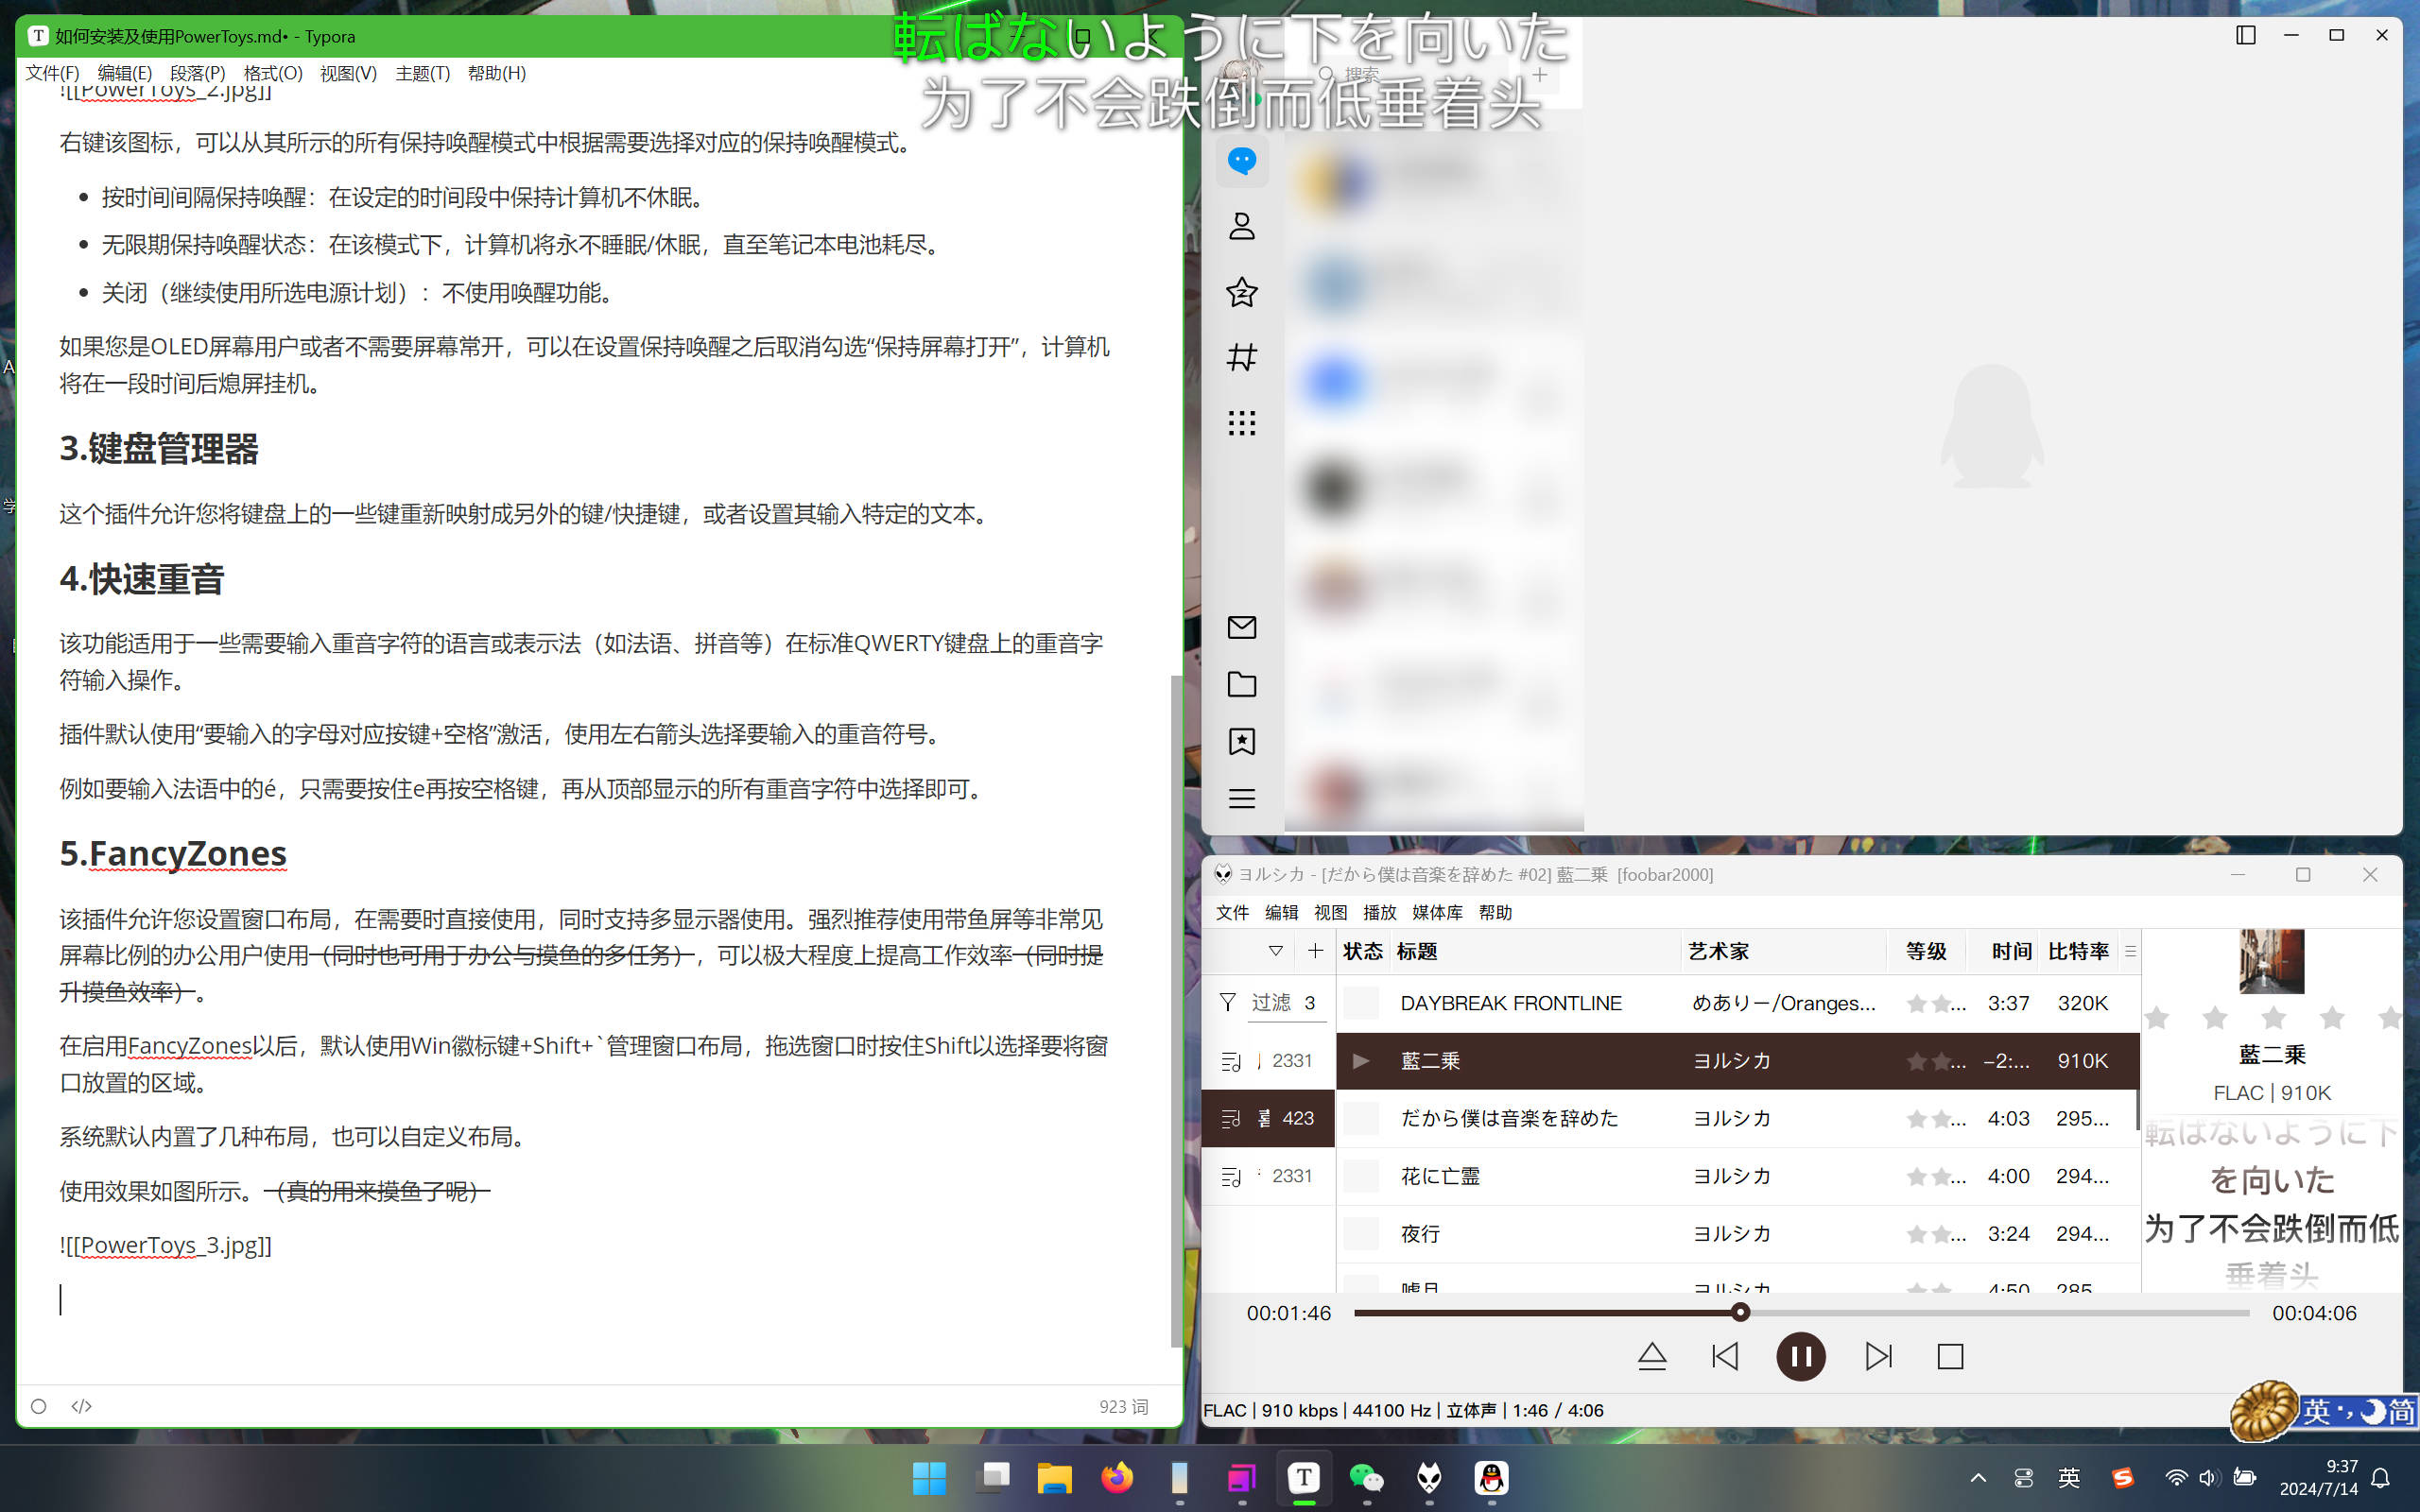 如何安装及使用PowerToys.md• - Typora
文件(F) 编辑(E) 段落(P) 格式(O) 视图(V) 主题(T) 帮助(H)
![[PowerToys_2.jpg]]
右键该图标，可以从其所示的所有保持唤醒模式中根据需要选择对应的保持唤醒模式。
按时间间隔保持唤醒：在设定的时间段中保持计算机不休眠。
无限期保持唤醒状态：在该模式下，计算机将永不睡眠/休眠，直至笔记本电池耗尽。
关闭（继续使用所选电源计划）：不使用唤醒功能。
如果您是OLED屏幕用户或者不需要屏幕常开，可以在设置保持唤醒之后取消勾选“保持屏幕打开”，计算机
将在一段时间后熄屏挂机。
3.键盘管理器
这个插件允许您将键盘上的一些键重新映射成另外的键/快捷键，或者设置其输入特定的文本。
4.快速重音
该功能适用于一些需要输入重音字符的语言或表示法（如法语、拼音等）在标准QWERTY键盘上的重音字
符输入操作。
插件默认使用“要输入的字母对应按键+空格”激活，使用左右箭头选择要输入的重音符号。
例如要输入法语中的é，只需要按住e再按空格键，再从顶部显示的所有重音字符中选择即可。
5.FancyZones
该插件允许您设置窗口布局，在需要时直接使用，同时支持多显示器使用。强烈推荐使用带鱼屏等非常见
屏幕比例的办公用户使用（同时也可用于办公与摸鱼的多任务），可以极大程度上提高工作效率（同时提
升摸鱼效率）。
在启用FancyZones以后，默认使用Win徽标键+Shift+`管理窗口布局，拖选窗口时按住Shift以选择要将窗
口放置的区域。
系统默认内置了几种布局，也可以自定义布局。
使用效果如图所示。（真的用来摸鱼了呢）
![[PowerToys_3.jpg]]
923 词
転ばないように下を向いた
为了不会跌倒而低垂着头
搜索
ヨルシカ - [だから僕は音楽を辞めた #02] 藍二乗 [foobar2000]
文件 编辑 视图 播放 媒体库 帮助
状态 标题 艺术家 等级 时间 比特率
过滤 3
2331
423
2331
DAYBREAK FRONTLINE めありー/Oranges... ... 3:37 320K
藍二乗 ヨルシカ ... -2:... 910K
だから僕は音楽を辞めた ヨルシカ ... 4:03 295...
花に亡霊 ヨルシカ ... 4:00 294...
夜行 ヨルシカ ... 3:24 294...
嘘月 ヨルシカ 4:50 285
藍二乗
FLAC | 910K
転ばないように下
を向いた
为了不会跌倒而低
垂着头
00:01:46 00:04:06
FLAC | 910 kbps | 44100 Hz | 立体声 | 1:46 / 4:06
英 简
英
9:37
2024/7/14